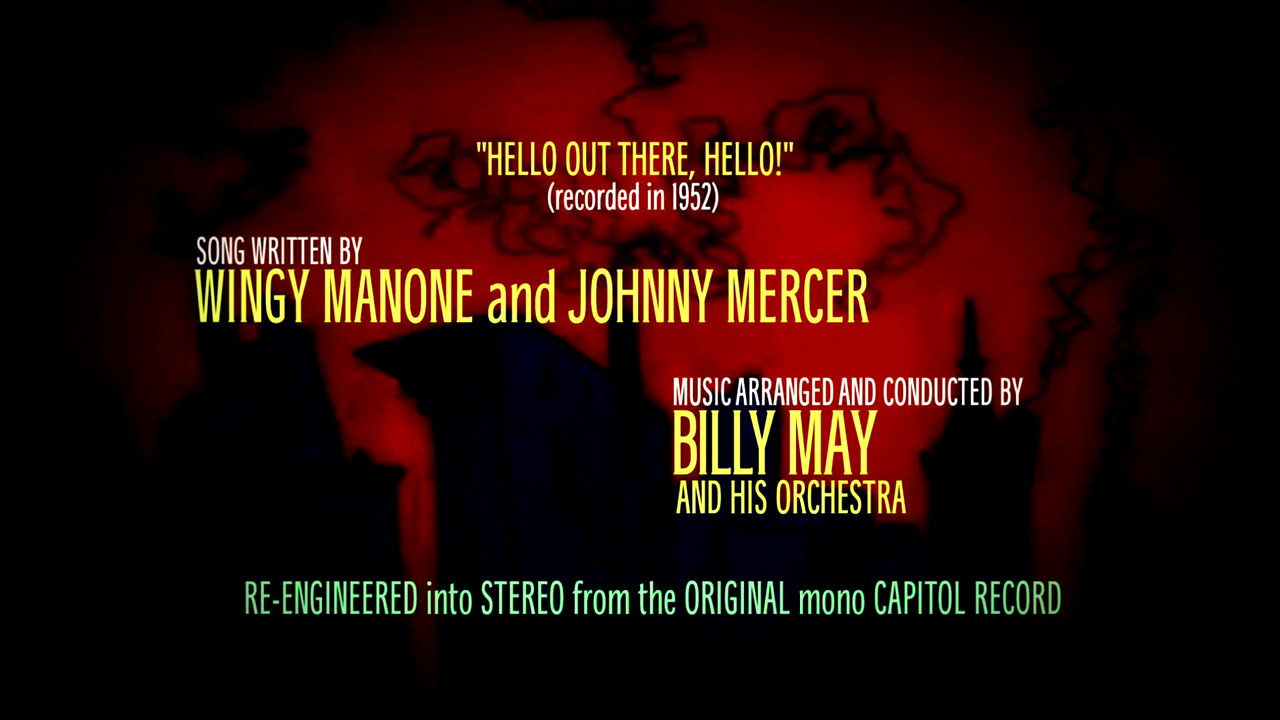 "HELLO OUT THERE, HELLO!"
(recorded in 1952)
SONG WRITTEN BY
WINGY MANONE and JOHNNY MERCER
MUSIC ARRANGED AND CONDUCTED BY
BILLY MAY
AND HIS ORCHESTRA
RE-ENGINEERED into STEREO from the ORIGINAL mono CAPITOL RECORD